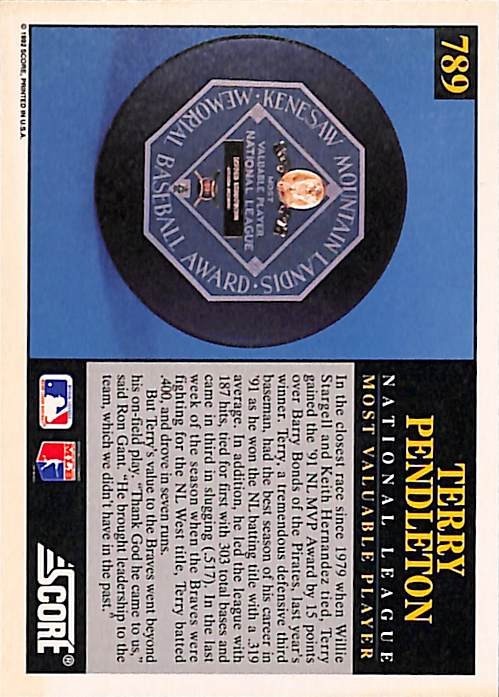 789
KENESAW MOUNTAIN LANDIS
MEMORIAL BASEBALL AWARD
MOST
VALUABLE PLAYER
NATIONAL LEAGUE
TERRY
PENDLETON
NATIONAL LEAGUE
MOST VALUABLE PLAYER
In the closest race since 1979 when Willie
Stargell and Keith Hernandez tied, Terry
gained the '91 NL MVP Award by 15 points
over Barry Bonds of the Pirates, last year's
winner. Terry, a tremendous defensive third
baseman, had the best season of his career in
'91 as he won the NL batting title with a .319
average. In addition, he led the league with
187 hits, tied for first with 303 total bases and
came in third in slugging (.517). In the last
week of the season when the Braves were
fighting for the NL West title, Terry batted
.400, and drove in seven runs.
But Terry's value to the Braves went beyond
his on-field play. "Thank God he came to us,"
said Ron Gant. "He brought leadership to the
team, which we didn't have in the past."
SCORE®
© 1992 SCORE, PRINTED IN U.S.A.